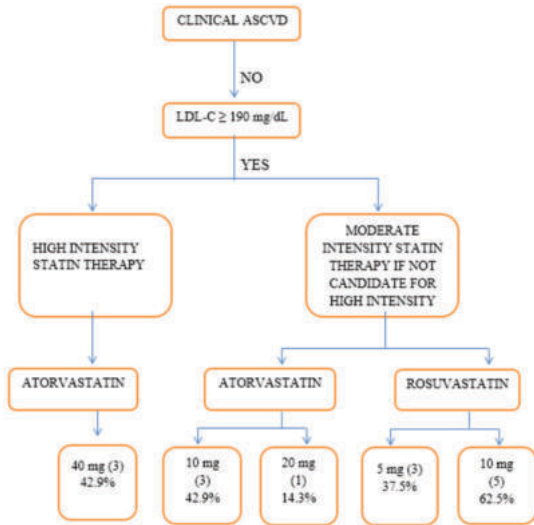 CLINICAL ASCVD
NO
LDL-C ≥ 190 mg/dL
YES
HIGH INTENSITY
STATIN THERAPY
MODERATE
INTENSITY STATIN
THERAPY IF NOT
CANDIDATE FOR
HIGH INTENSITY
ATORVASTATIN
ATORVASTATIN
ROSUVASTATIN
40 mg (3)
42.9%
10 mg
(3)
42.9%
20 mg
(1)
14.3%
5 mg (3)
37.5%
10 mg
(5)
62.5%